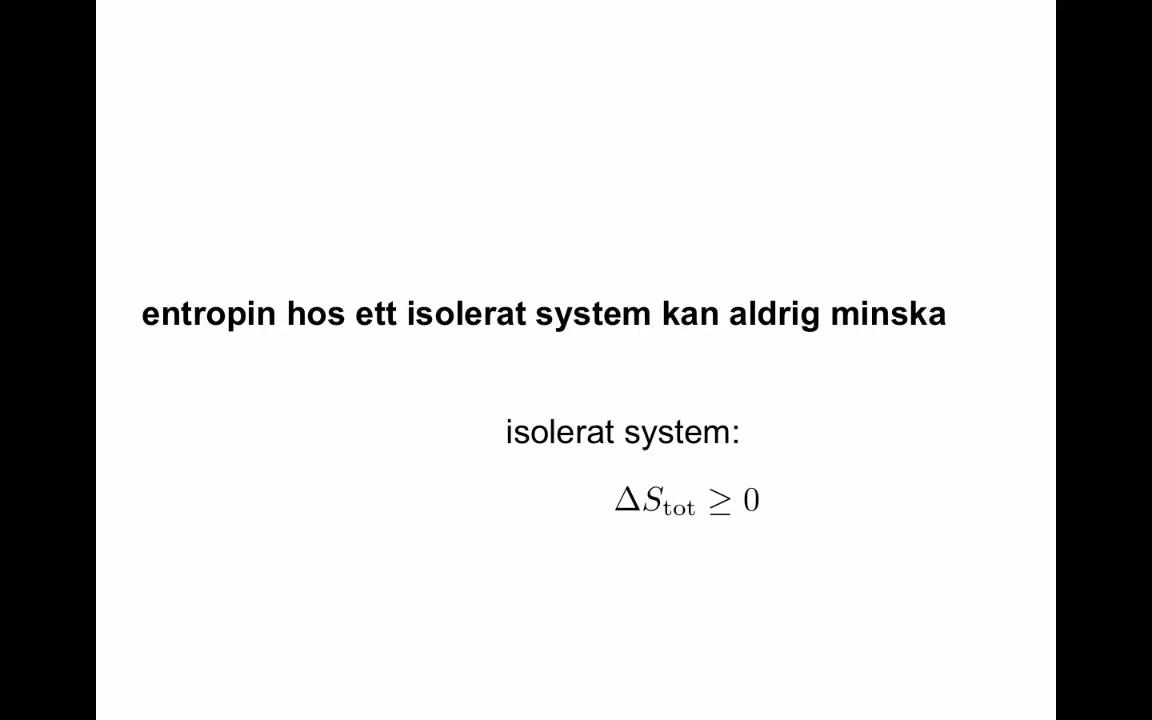 entropin hos ett isolerat system kan aldrig minska
isolerat system:
ΔS_tot ≥ 0